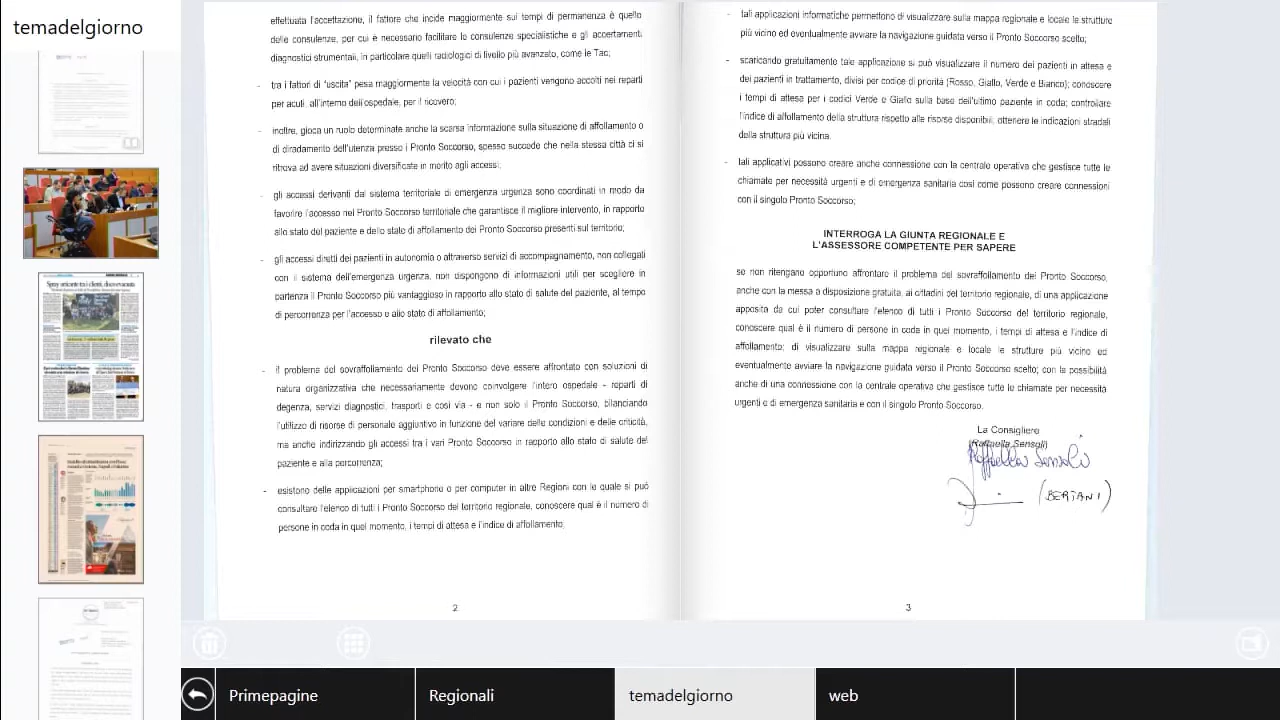 temadelgiorno
effettuata l'accettazione, il fattore che incide maggiormente sui tempi di permanenza è quello
delle consulenze, per cui è necessario facilitare le consulenze specialistiche e gli accertamenti
diagnostici strumentali, in particolare quelli radiologici di livello più avanzato, come le Tac;
- tra i fattori di "uscita" pesa maggiormente la velocità con cui i pazienti vengono accolti nei reparti
per acuti, all'interno dell'ospedale, per il ricovero;
- inoltre, gioca un ruolo determinate anche la scarsa informazione sulla situazione di affollamento o
di diradamento dell'utenza presso i Pronto Soccorso, spesso succede che nella stessa città ci si
ritrova ad avere situazioni diversificate in merito agli accessi;
- gli accessi derivanti dal sistema territoriale di emergenza urgenza sono coordinati in modo da
favorire l'accesso nel Pronto Soccorso territoriale che garantisce il migliore intervento, in rapporto
allo stato del paziente e dello stato di affollamento dei Pronto Soccorso presenti sul territorio;
- gli accessi diretti dei pazienti in autonomia o attraverso servizi di accompagnamento, non collegati
con il sistema dell'emergenza urgenza, non dispongono di informazioni utili per scegliere in
partenza il Pronto Soccorso più vantaggioso in rapporto allo stato di salute del paziente, al tempo
di percorrenza per l'accesso e allo stato di affollamento;
rilevato che
- il problema del sovraffollamento dei Pronto Soccorso può essere affrontato con soluzioni di
natura organizzativa che necessariamente devono coinvolgere l'intero ospedale - reparti di
degenza, servizi diagnostici, trasporti e così via - e non solo il Pronto Soccorso, bilanciando
l'utilizzo di risorse di personale aggiuntivo in funzione del variare delle condizioni e delle criticità,
ma anche indirizzando gli accessi tra i vari Pronto Soccorso in rapporto allo stato di salute del
paziente e alla percorrenza;
- esistono delle applicazioni per smartphone o per computer in altre Regioni con le quale si può
consultare l'elenco di tutti i Pronto Soccorso del territorio regionale, conoscere qual è il numero di
persone in coda in quel momento, i tempi di attesa e l'indice di affollamento;
2
- tali applicazioni informatiche permettono di visualizzare sulla mappa regionale e locale le strutture
più vicino ed eventualmente avviare la navigazione guidata verso il Pronto Soccorso scelto;
- scaricando gratuitamente tale applicazione si può visualizzare il numero dei pazienti in attesa e
dei pazienti in trattamento, divisi per codice di priorità (Rosso, Giallo, Verde e Bianco); conoscere
i tempi di attesa per i codici Verde e Giallo sulla base dell'ultimo paziente in coda; controllare
l'indice di affollamento della struttura rispetto alle risorse disponibili; ottenere le indicazioni stradali
della struttura più vicina.
- tali applicativi possono creare anche connessione con la centrale operativa che gestisce tutte le
chiamate per necessità urgenti e di emergenza sanitaria così come possono creare connessioni
con il singolo Pronto Soccorso;
INTERROGA LA GIUNTA REGIONALE E
L'ASSESSORE COMPETENTE PER SAPERE
se non ritengano opportuno affrontare il problema del sovraffollamento dei Pronto Soccorso,
anche con messa a disposizione gratuita, ai cittadini del territorio regionale, di una applicazione
apposita da cui poter consultare l'elenco di tutti i Pronto Soccorso del territorio regionale,
conoscere qual è il numero di persone in coda in quel momento, i tempi di attesa e l'indice di
affollamento e visualizzare sulla mappa regionale e locale le strutture più vicino ed
eventualmente avviare la navigazione guidata verso il Pronto Soccorso scelto; con la possibilità
anche di una connessione con la centrale operativa che gestisce tutte le chiamate per necessità
urgenti o di emergenza sanitaria e con il singolo Pronto Soccorso.
La Consigliere
(Raffaella Sensoli)
Raffaella Sensoli
(BERTANI)
3
Primepagine
Regionali
temadelgiorno
web